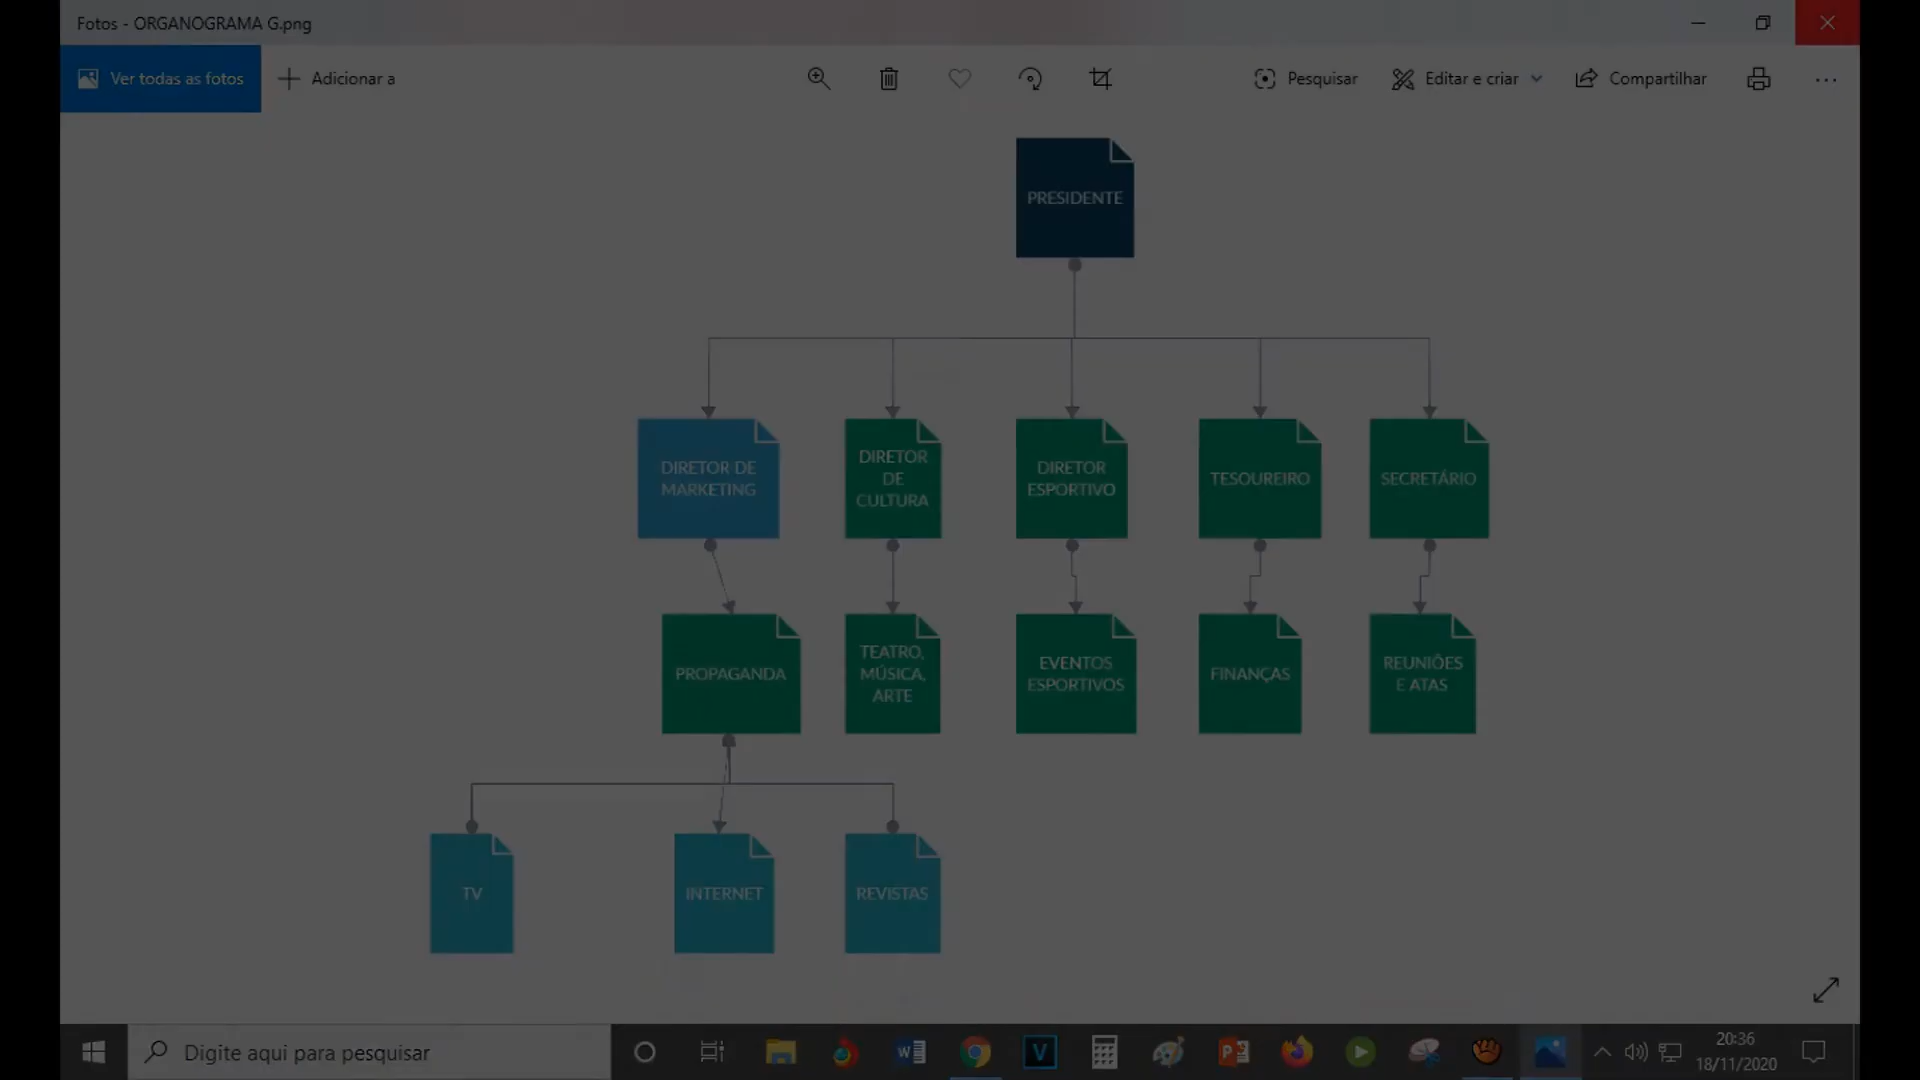 Fotos - ORGANOGRAMA G.png
Ver todas as fotos
Adicionar a
Pesquisar
Editar e criar
Compartilhar
PRESIDENTE
DIRETOR DE
MARKETING
DIRETOR
DE
CULTURA
DIRETOR
ESPORTIVO
TESOUREIRO
SECRETÁRIO
PROPAGANDA
TEATRO,
MÚSICA,
ARTE
EVENTOS
ESPORTIVOS
FINANÇAS
REUNIÕES
E ATAS
TV
INTERNET
REVISTAS
Digite aqui para pesquisar
20:36
18/11/2020